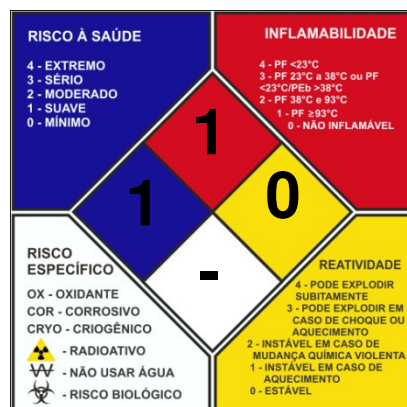 RISCO À SAÚDE
4 - EXTREMO
3 - SÉRIO
2 - MODERADO
1 - SUAVE
0 - MÍNIMO
INFLAMABILIDADE
4 - PF <23°C
3 - PF 23°C a 38°C ou PF
<23°C/PEb >38°C
2 - PF 38°C e 93°C
1 - PF ≥93°C
0 - NÃO INFLAMÁVEL
1
1
0
-
RISCO
ESPECÍFICO
OX - OXIDANTE
COR - CORROSIVO
CRYO - CRIOGÊNICO
- RADIOATIVO
W - NÃO USAR ÁGUA
- RISCO BIOLÓGICO
REATIVIDADE
4 - PODE EXPLODIR
SUBITAMENTE
3 - PODE EXPLODIR EM
CASO DE CHOQUE OU
AQUECIMENTO
2 - INSTÁVEL EM CASO DE
MUDANÇA QUÍMICA VIOLENTA
1 - INSTÁVEL EM CASO DE
AQUECIMENTO
0 - ESTÁVEL